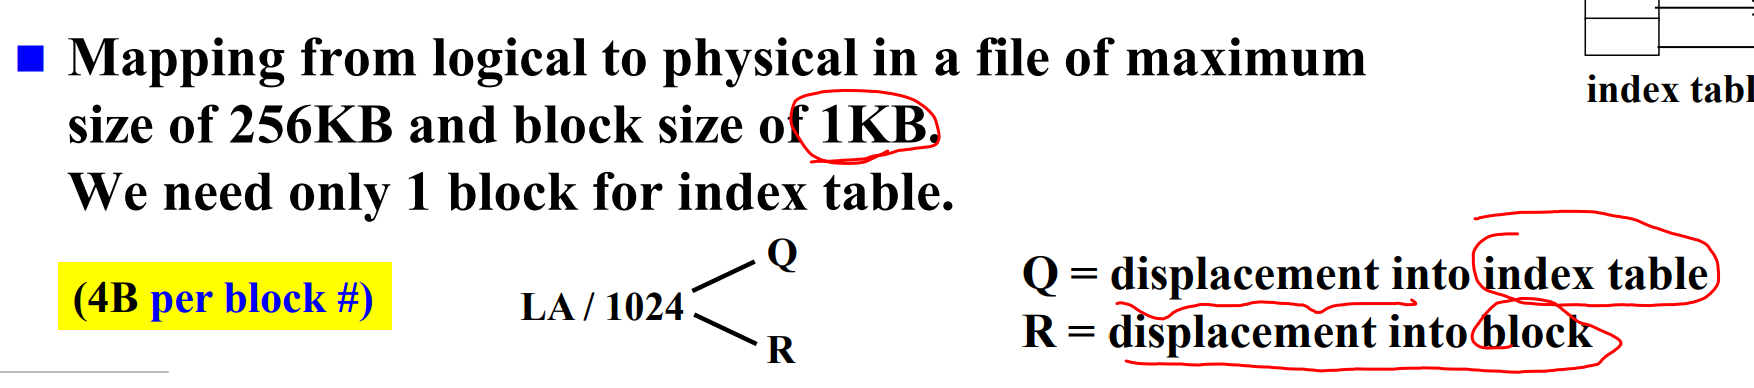 Mapping from logical to physical in a file of maximum
size of 256KB and block size of 1KB.
We need only 1 block for index table.
index tabl
(4B per block #)
LA / 1024
Q
R
Q = displacement into index table
R = displacement into block